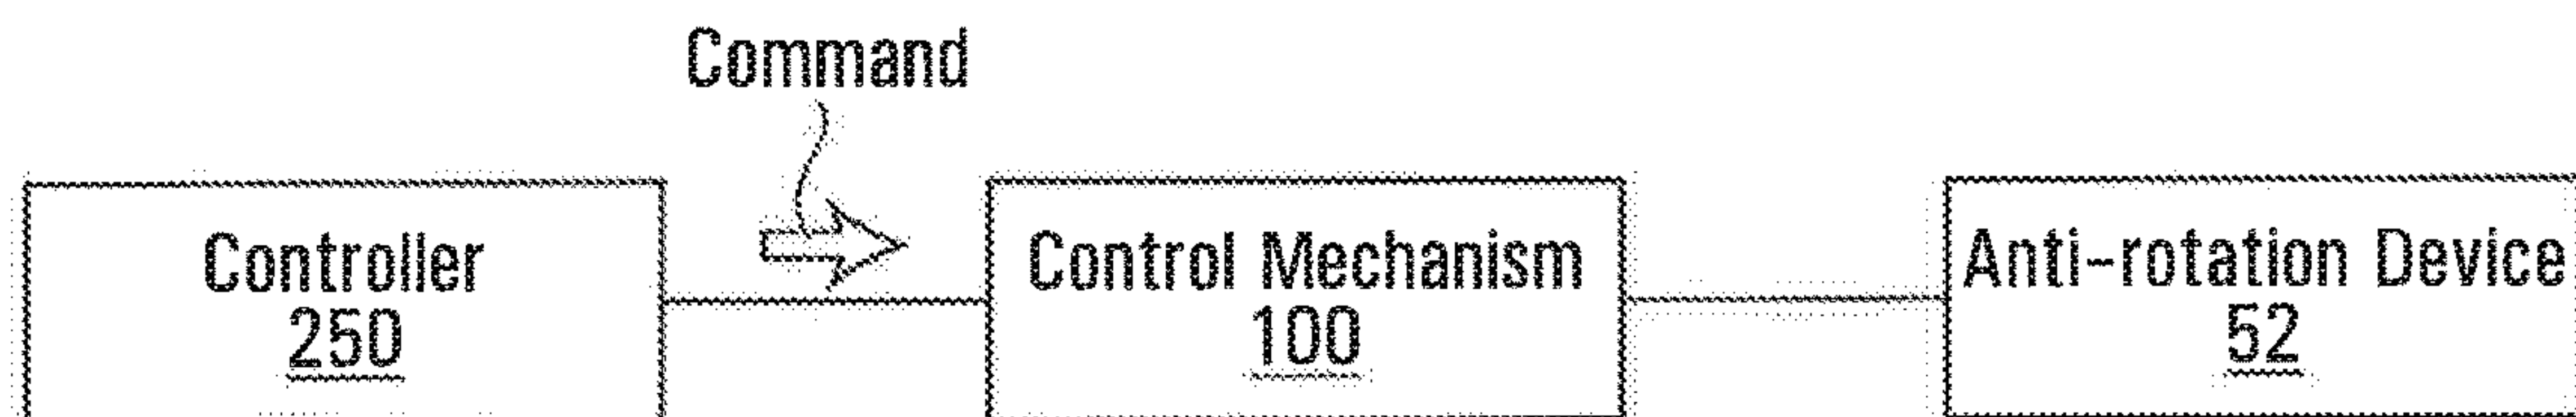 Command
Controller
250
Control Mechanism
100
Anti-rotation Device
52